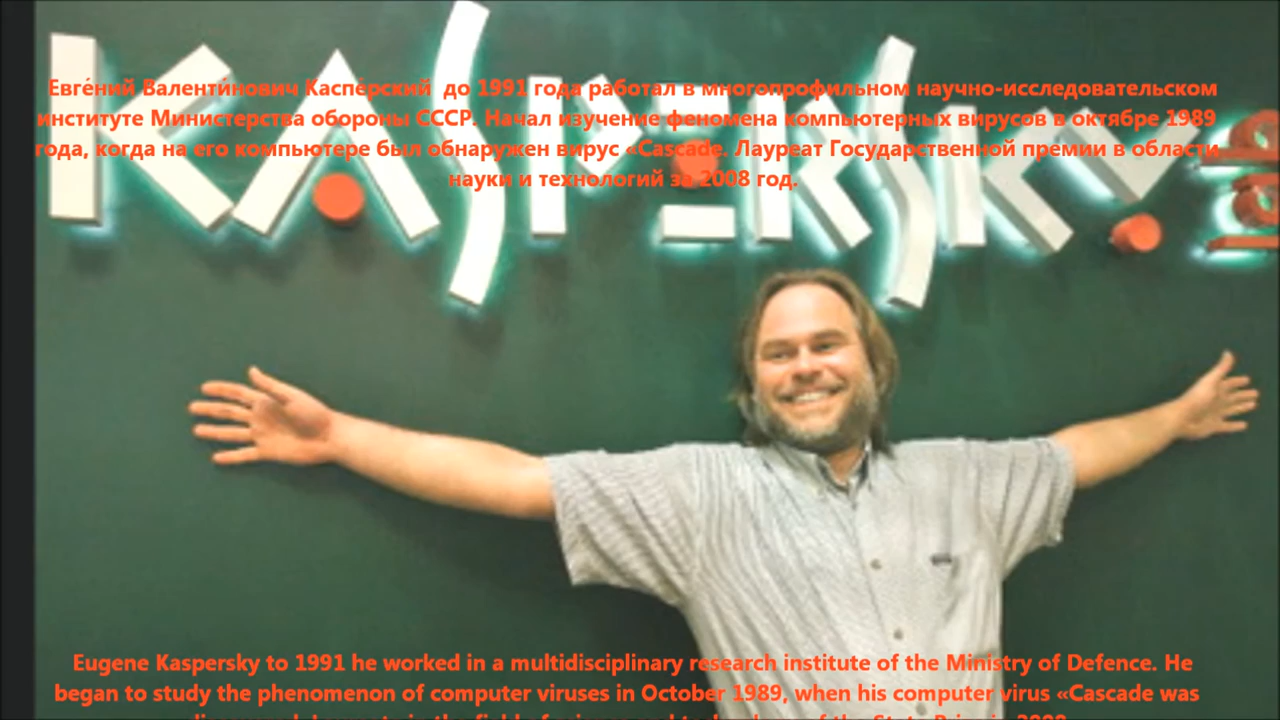 KASPERSKY lab
Евге́ний Валенти́нович Каспе́рский до 1991 года работал в многопрофильном научно-исследовательском
институте Министерства обороны СССР. Начал изучение феномена компьютерных вирусов в октябре 1989
года, когда на его компьютере был обнаружен вирус «Cascade. Лауреат Государственной премии в области
науки и технологий за 2008 год.
Eugene Kaspersky to 1991 he worked in a multidisciplinary research institute of the Ministry of Defence. He
began to study the phenomenon of computer viruses in October 1989, when his computer virus «Cascade was